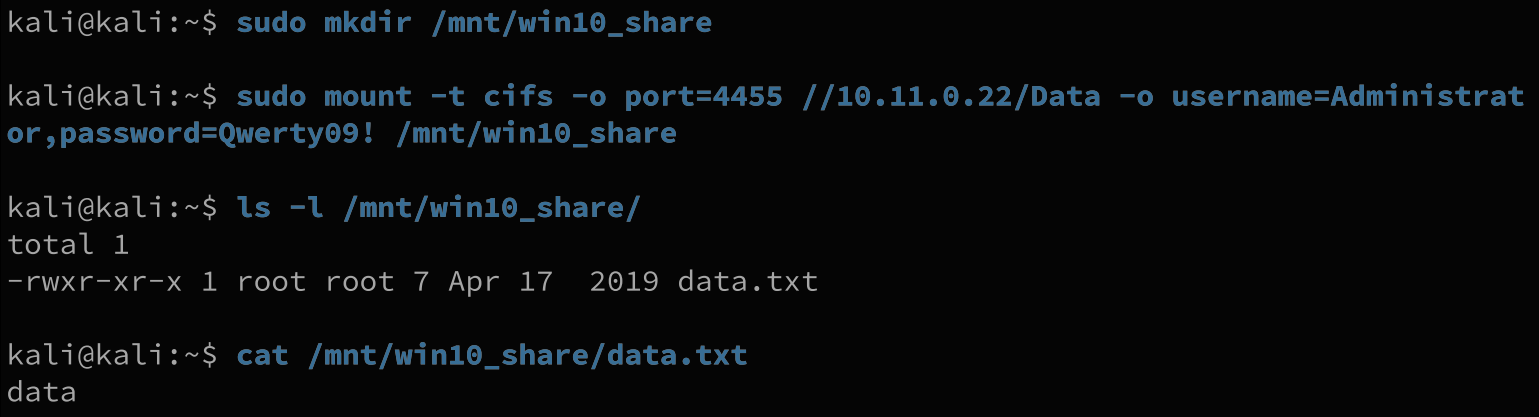 kali@kali:~$ sudo mkdir /mnt/win10_share
kali@kali:~$ sudo mount -t cifs -o port=4455 //10.11.0.22/Data -o username=Administrat
or,password=Qwerty09! /mnt/win10_share
kali@kali:~$ ls -l /mnt/win10_share/
total 1
-rwxr-xr-x 1 root root 7 Apr 17  2019 data.txt
kali@kali:~$ cat /mnt/win10_share/data.txt
data